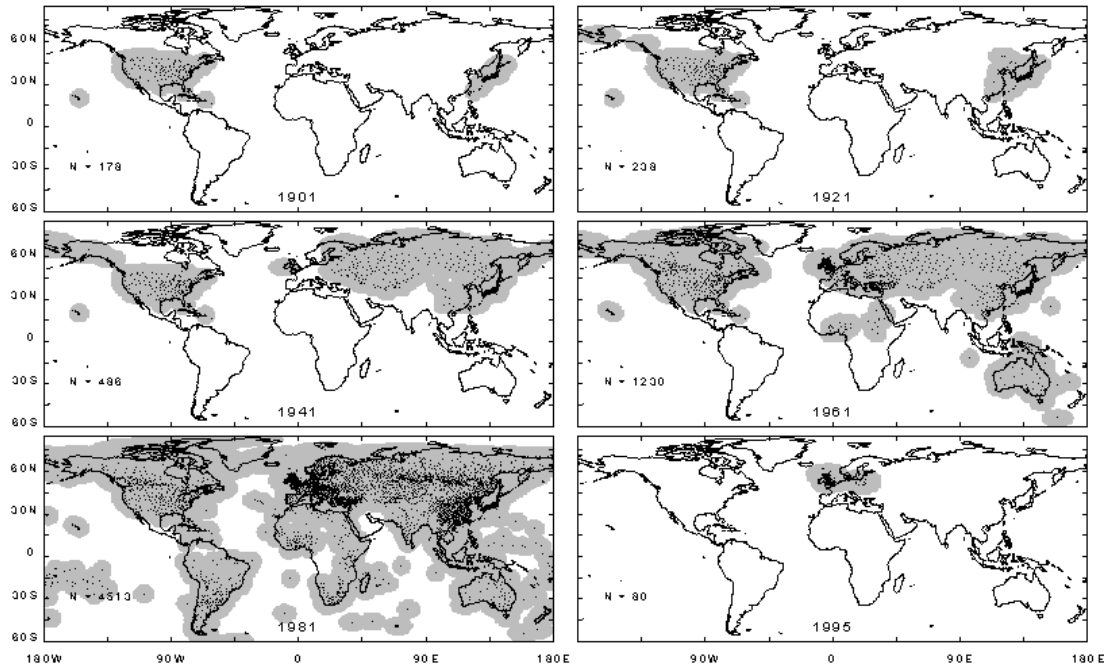 60N
30N
0
30S
60S
N = 178
1901
N = 238
1921
60N
30N
0
30S
60S
N = 486
1941
N = 1230
1961
60N
30N
0
30S
60S
N = 4513
1981
N = 80
1995
180W
90W
0
90E
180E
0
90E
180E
90W